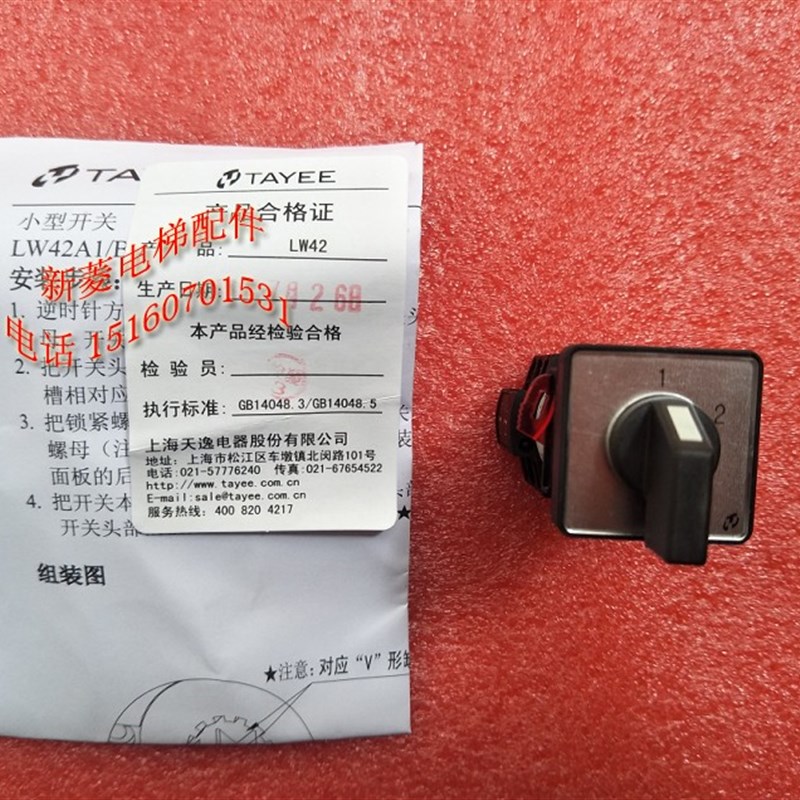 TA
小型开关
LW42A1/
安装
1. 逆时针方
2. 把开关头
槽相对应
3. 把锁紧螺
螺母（注
面板的后
4. 把开关本
开关头部
组装图
★注意：对应“V”形缺
TAYEE
产品合格证
产品: LW42
生产日期:
本产品经检验合格
检验员:
执行标准: GB14048.3/GB14048.5
上海天逸电器股份有限公司
地址: 上海市松江区车墩镇北闵路101号
电话:021-57776240 传真:021-67654522
http://www.tayee.com.cn
E-mail:sale@tayee.com.cn
服务热线: 400 820 4217
新菱电梯配件
电话 15160701531
1
2